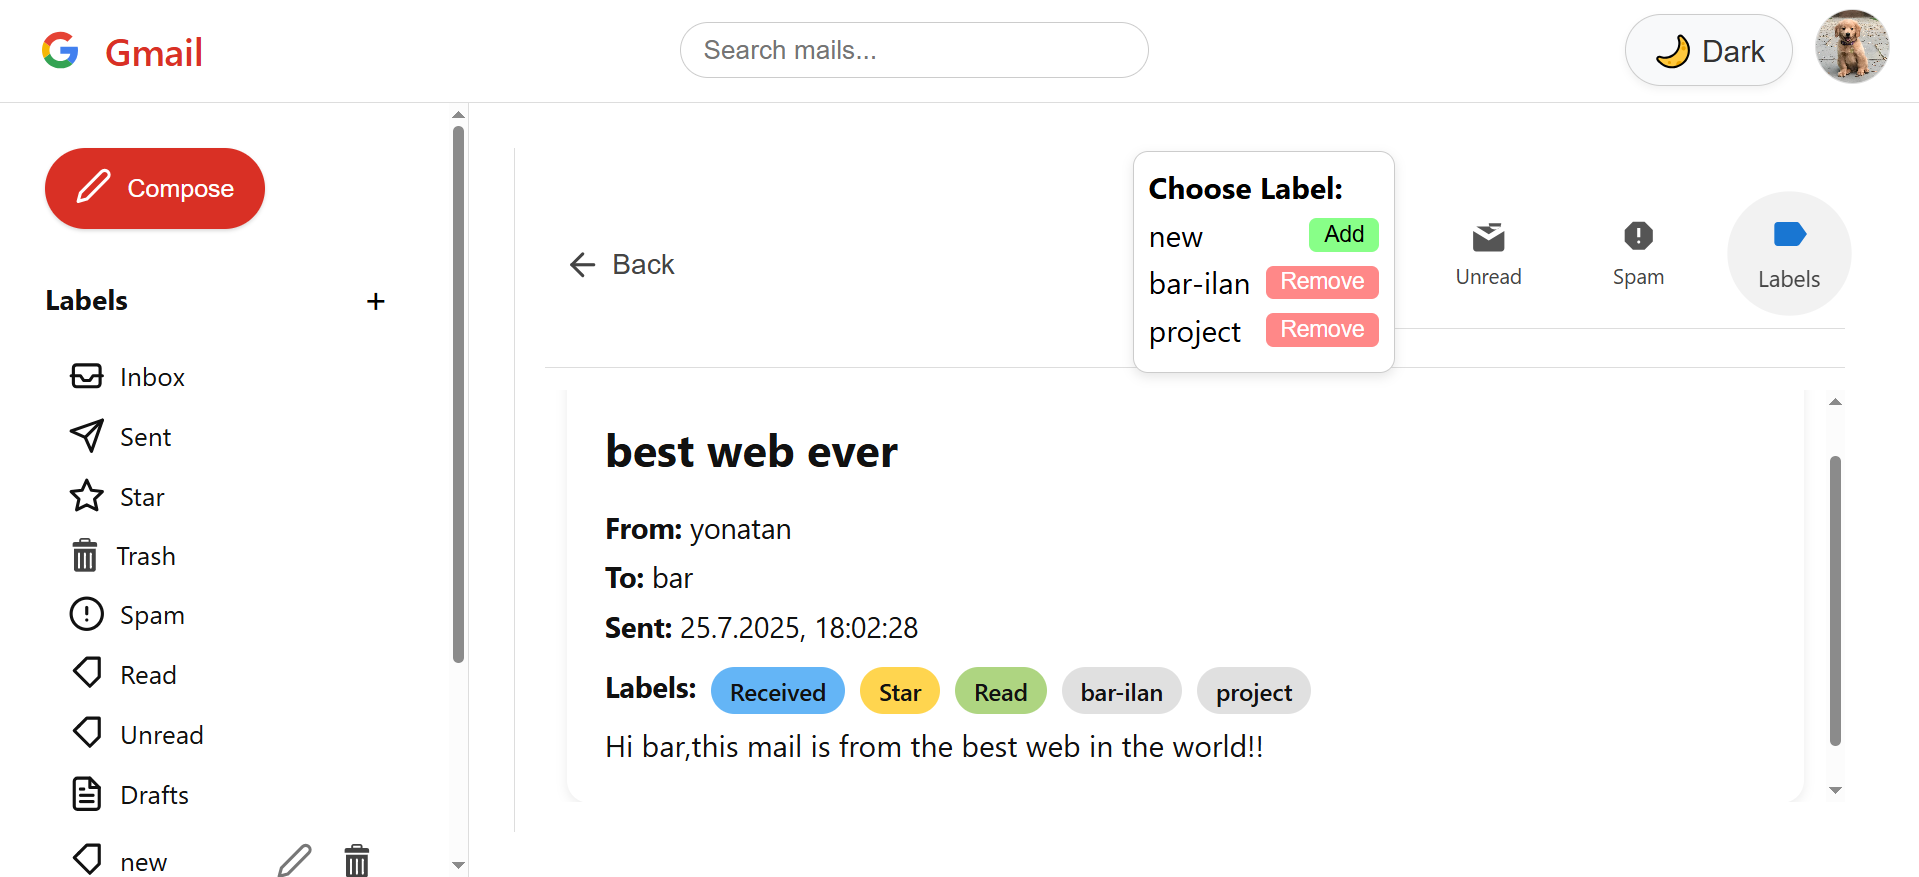 Gmail
Search mails...
Dark
Compose
Labels +
Inbox
Sent
Star
Trash
Spam
Read
Unread
Drafts
new
Back
Choose Label:
new Add
bar-ilan Remove
project Remove
Unread
Spam
Labels
best web ever
From: yonatan
To: bar
Sent: 25.7.2025, 18:02:28
Labels: Received Star Read bar-ilan project
Hi bar,this mail is from the best web in the world!!